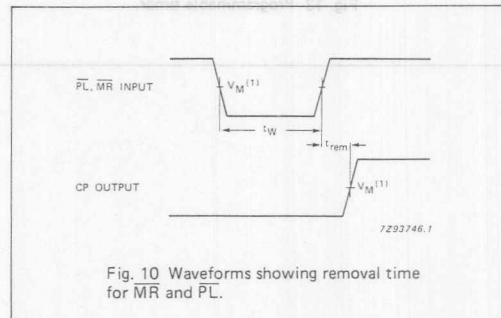 PL, MR INPUT
VM(1)
tW
trem
CP OUTPUT
VM(1)
7Z93746.1
Fig. 10 Waveforms showing removal time
for MR and PL.